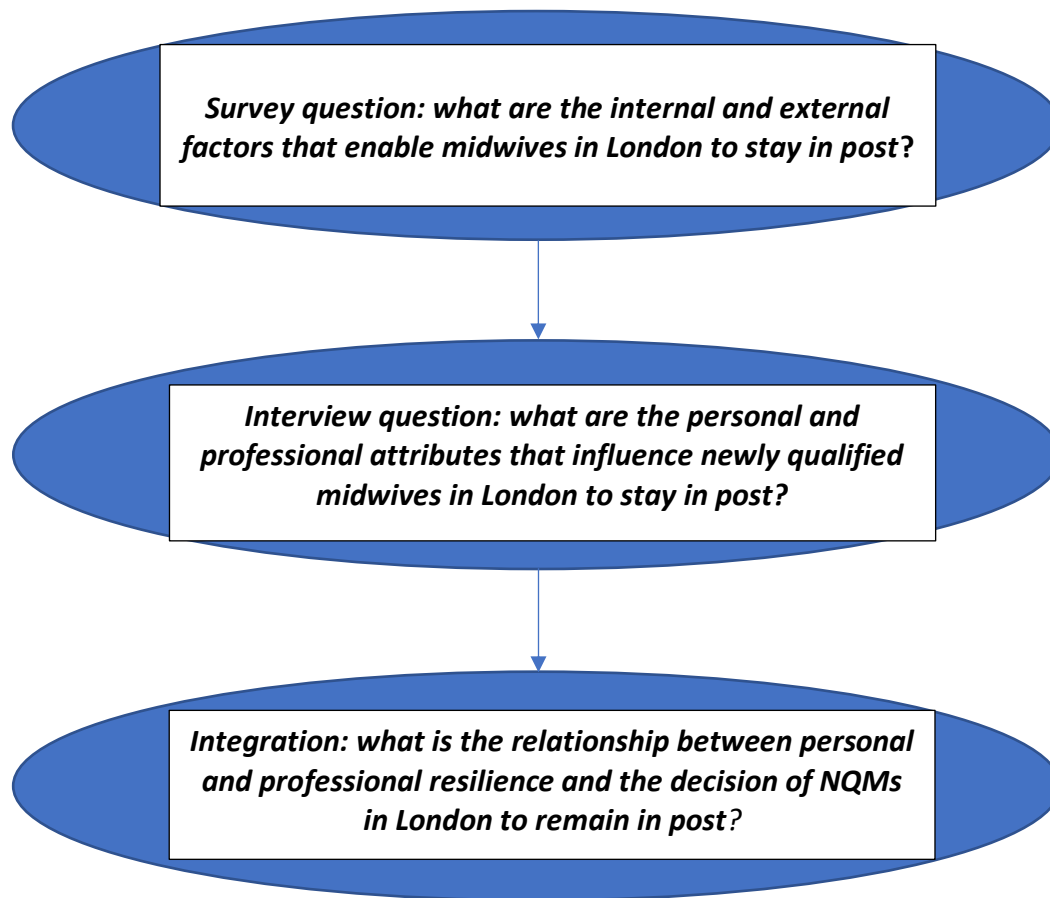 Survey question: what are the internal and external
factors that enable midwives in London to stay in post?
Interview question: what are the personal and
professional attributes that influence newly qualified
midwives in London to stay in post?
Integration: what is the relationship between personal
and professional resilience and the decision of NQMs
in London to remain in post?